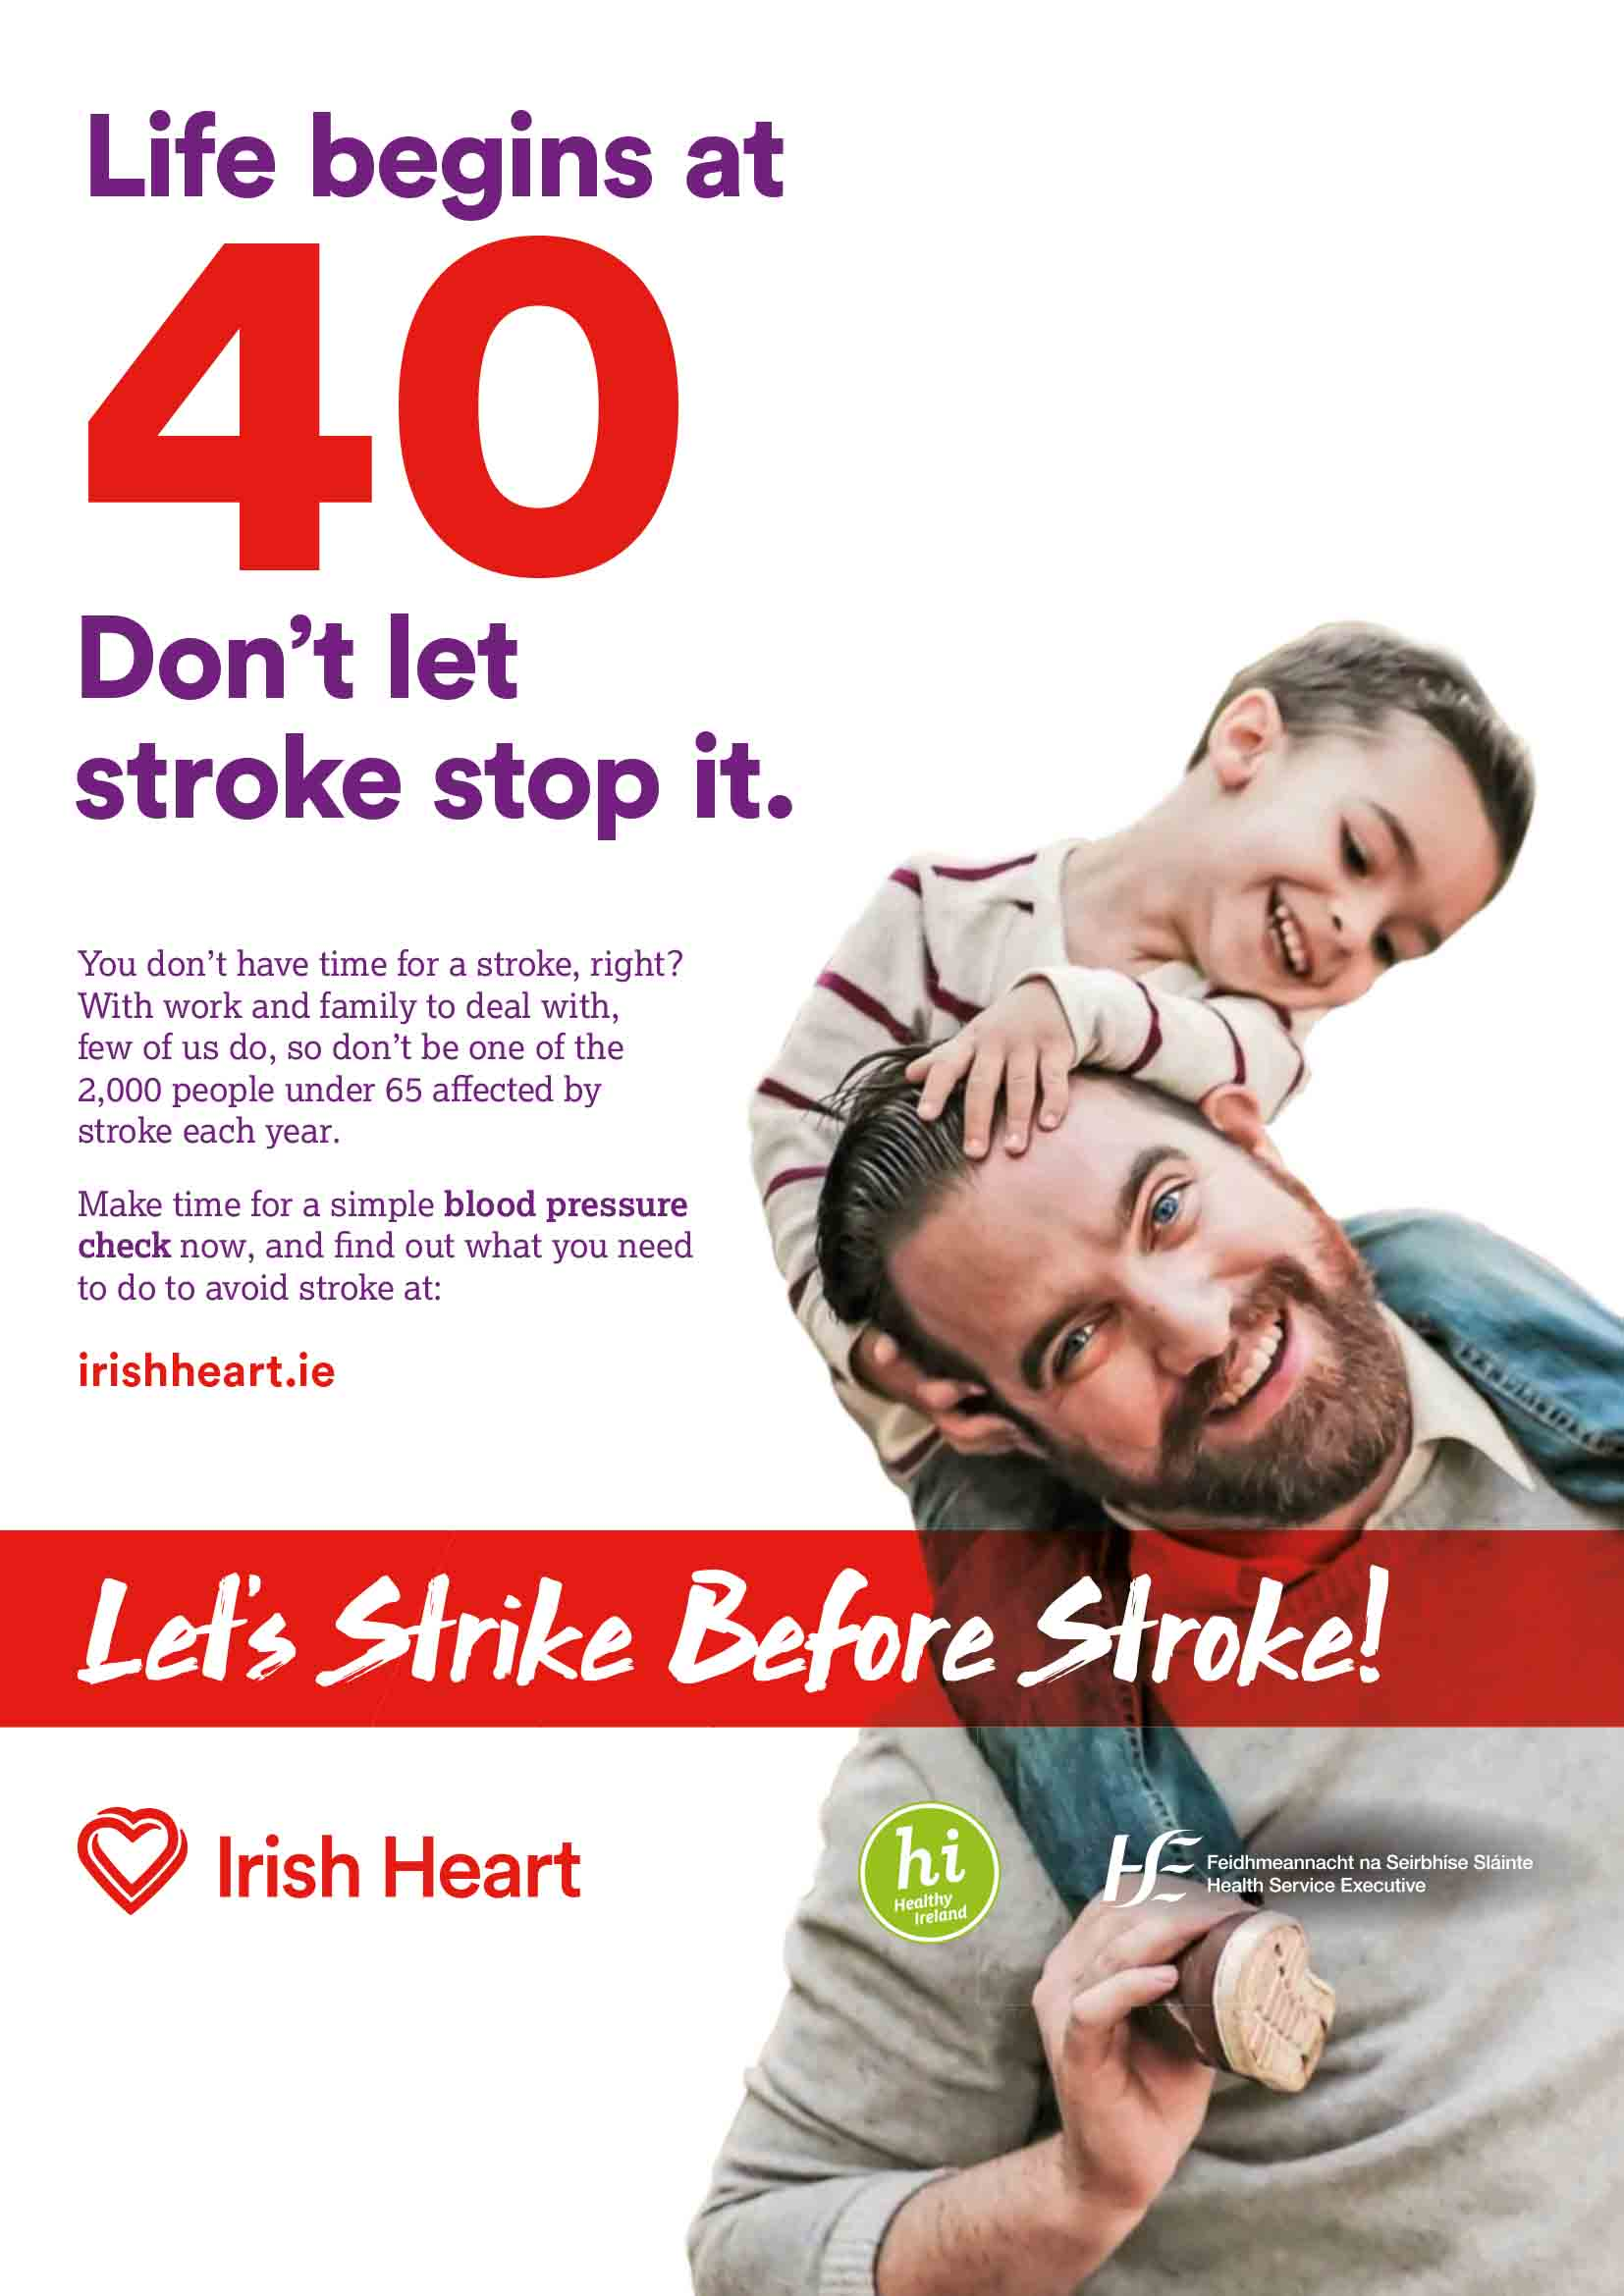 Life begins at
40
Don’t let
stroke stop it.
You don’t have time for a stroke, right?
With work and family to deal with,
few of us do, so don’t be one of the
2,000 people under 65 affected by
stroke each year.
Make time for a simple blood pressure
check now, and find out what you need
to do to avoid stroke at:
irishheart.ie
Let's Strike Before Stroke!
Irish Heart
hi
Healthy
Ireland
HSE
Feidhmeannacht na Seirbhíse Sláinte
Health Service Executive